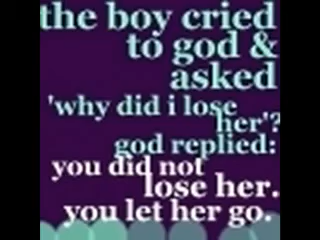 the boy cried
to god &
asked
'why did i lose
her'?
god replied:
you did not
lose her.
you let her go.